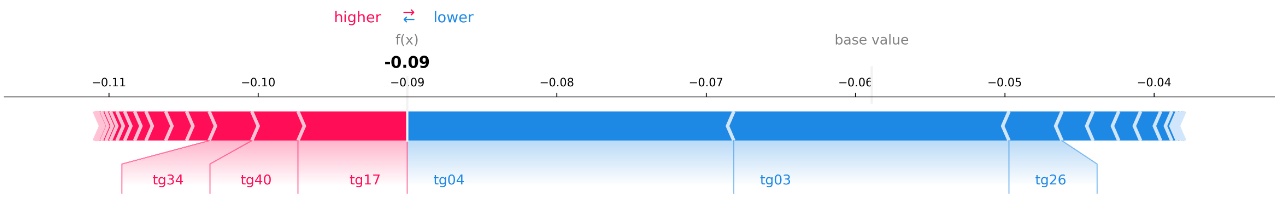 higher ⇄ lower
f(x) base value
-0.09
−0.11 −0.10 −0.09 −0.08 −0.07 −0.06 −0.05 −0.04
tg34 tg40 tg17 tg04 tg03 tg26